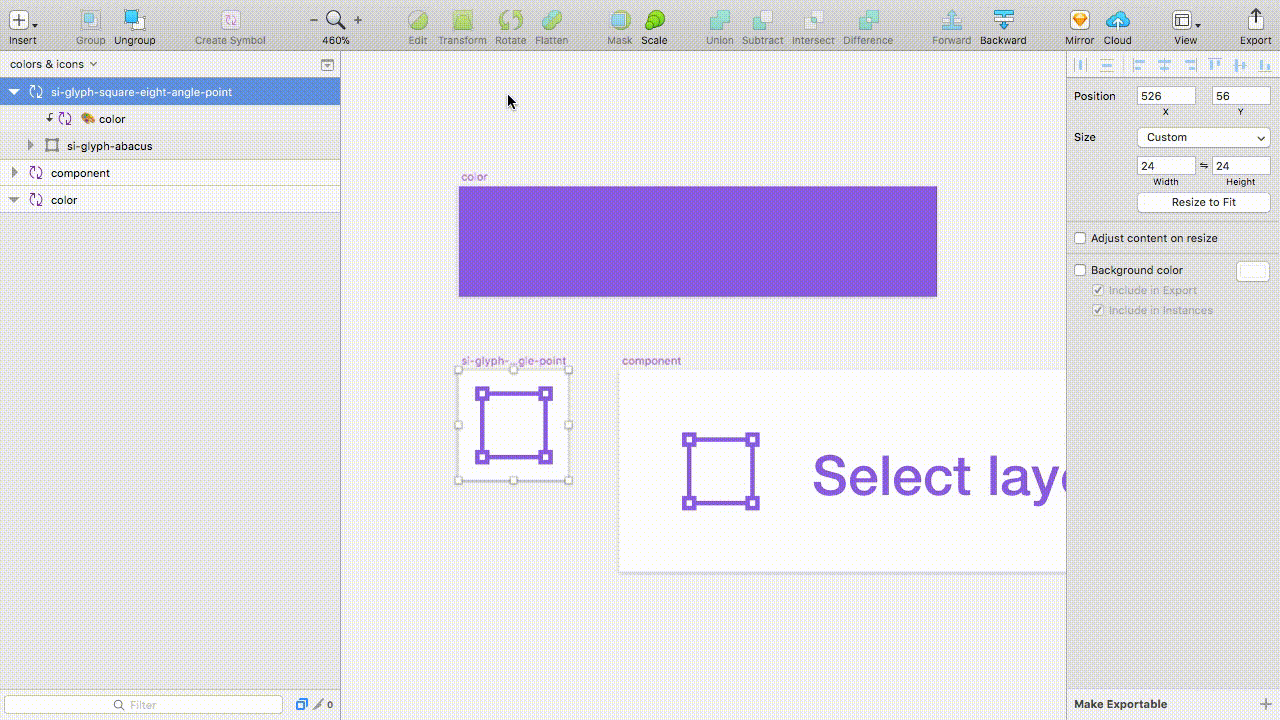 Insert
Group
Ungroup
Create Symbol
460%
Edit
Transform
Rotate
Flatten
Mask
Scale
Union
Subtract
Intersect
Difference
Forward
Backward
Mirror
Cloud
View
Export
colors & icons
si-glyph-square-eight-angle-point
color
si-glyph-abacus
component
color
Filter
0
color
si-glyph-...gle-point
component
Select laye
Position
526
56
X
Y
Size
Custom
24
24
Width
Height
Resize to Fit
Adjust content on resize
Background color
Include in Export
Include in Instances
Make Exportable